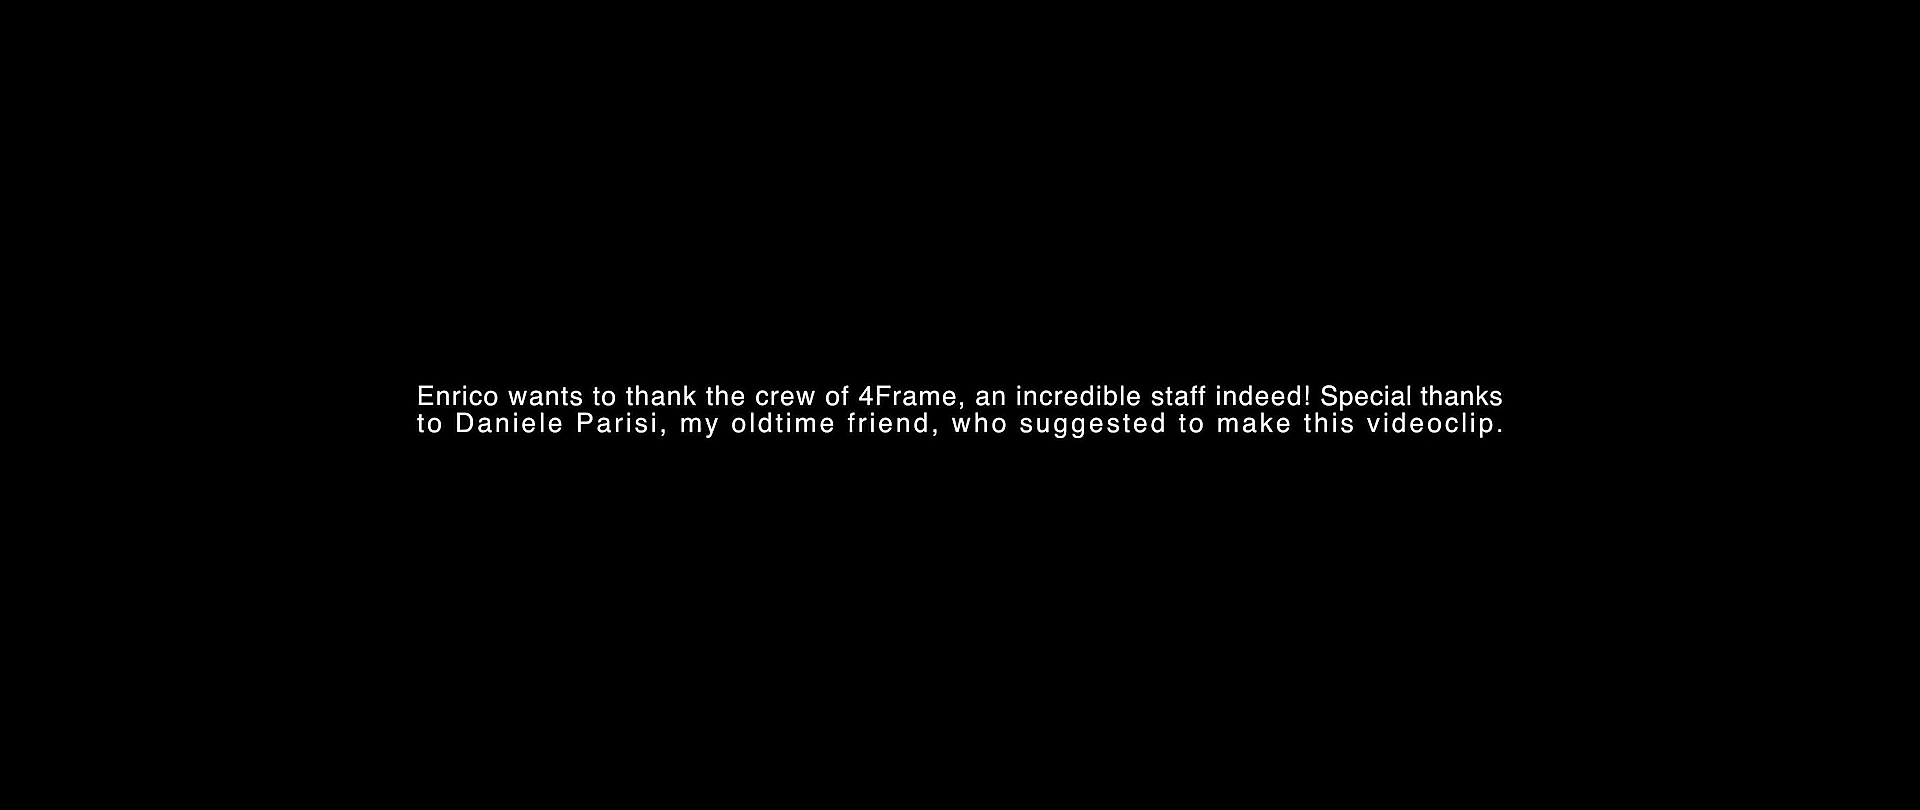 Enrico wants to thank the crew of 4Frame, an incredible staff indeed! Special thanks
to Daniele Parisi, my oldtime friend, who suggested to make this videoclip.